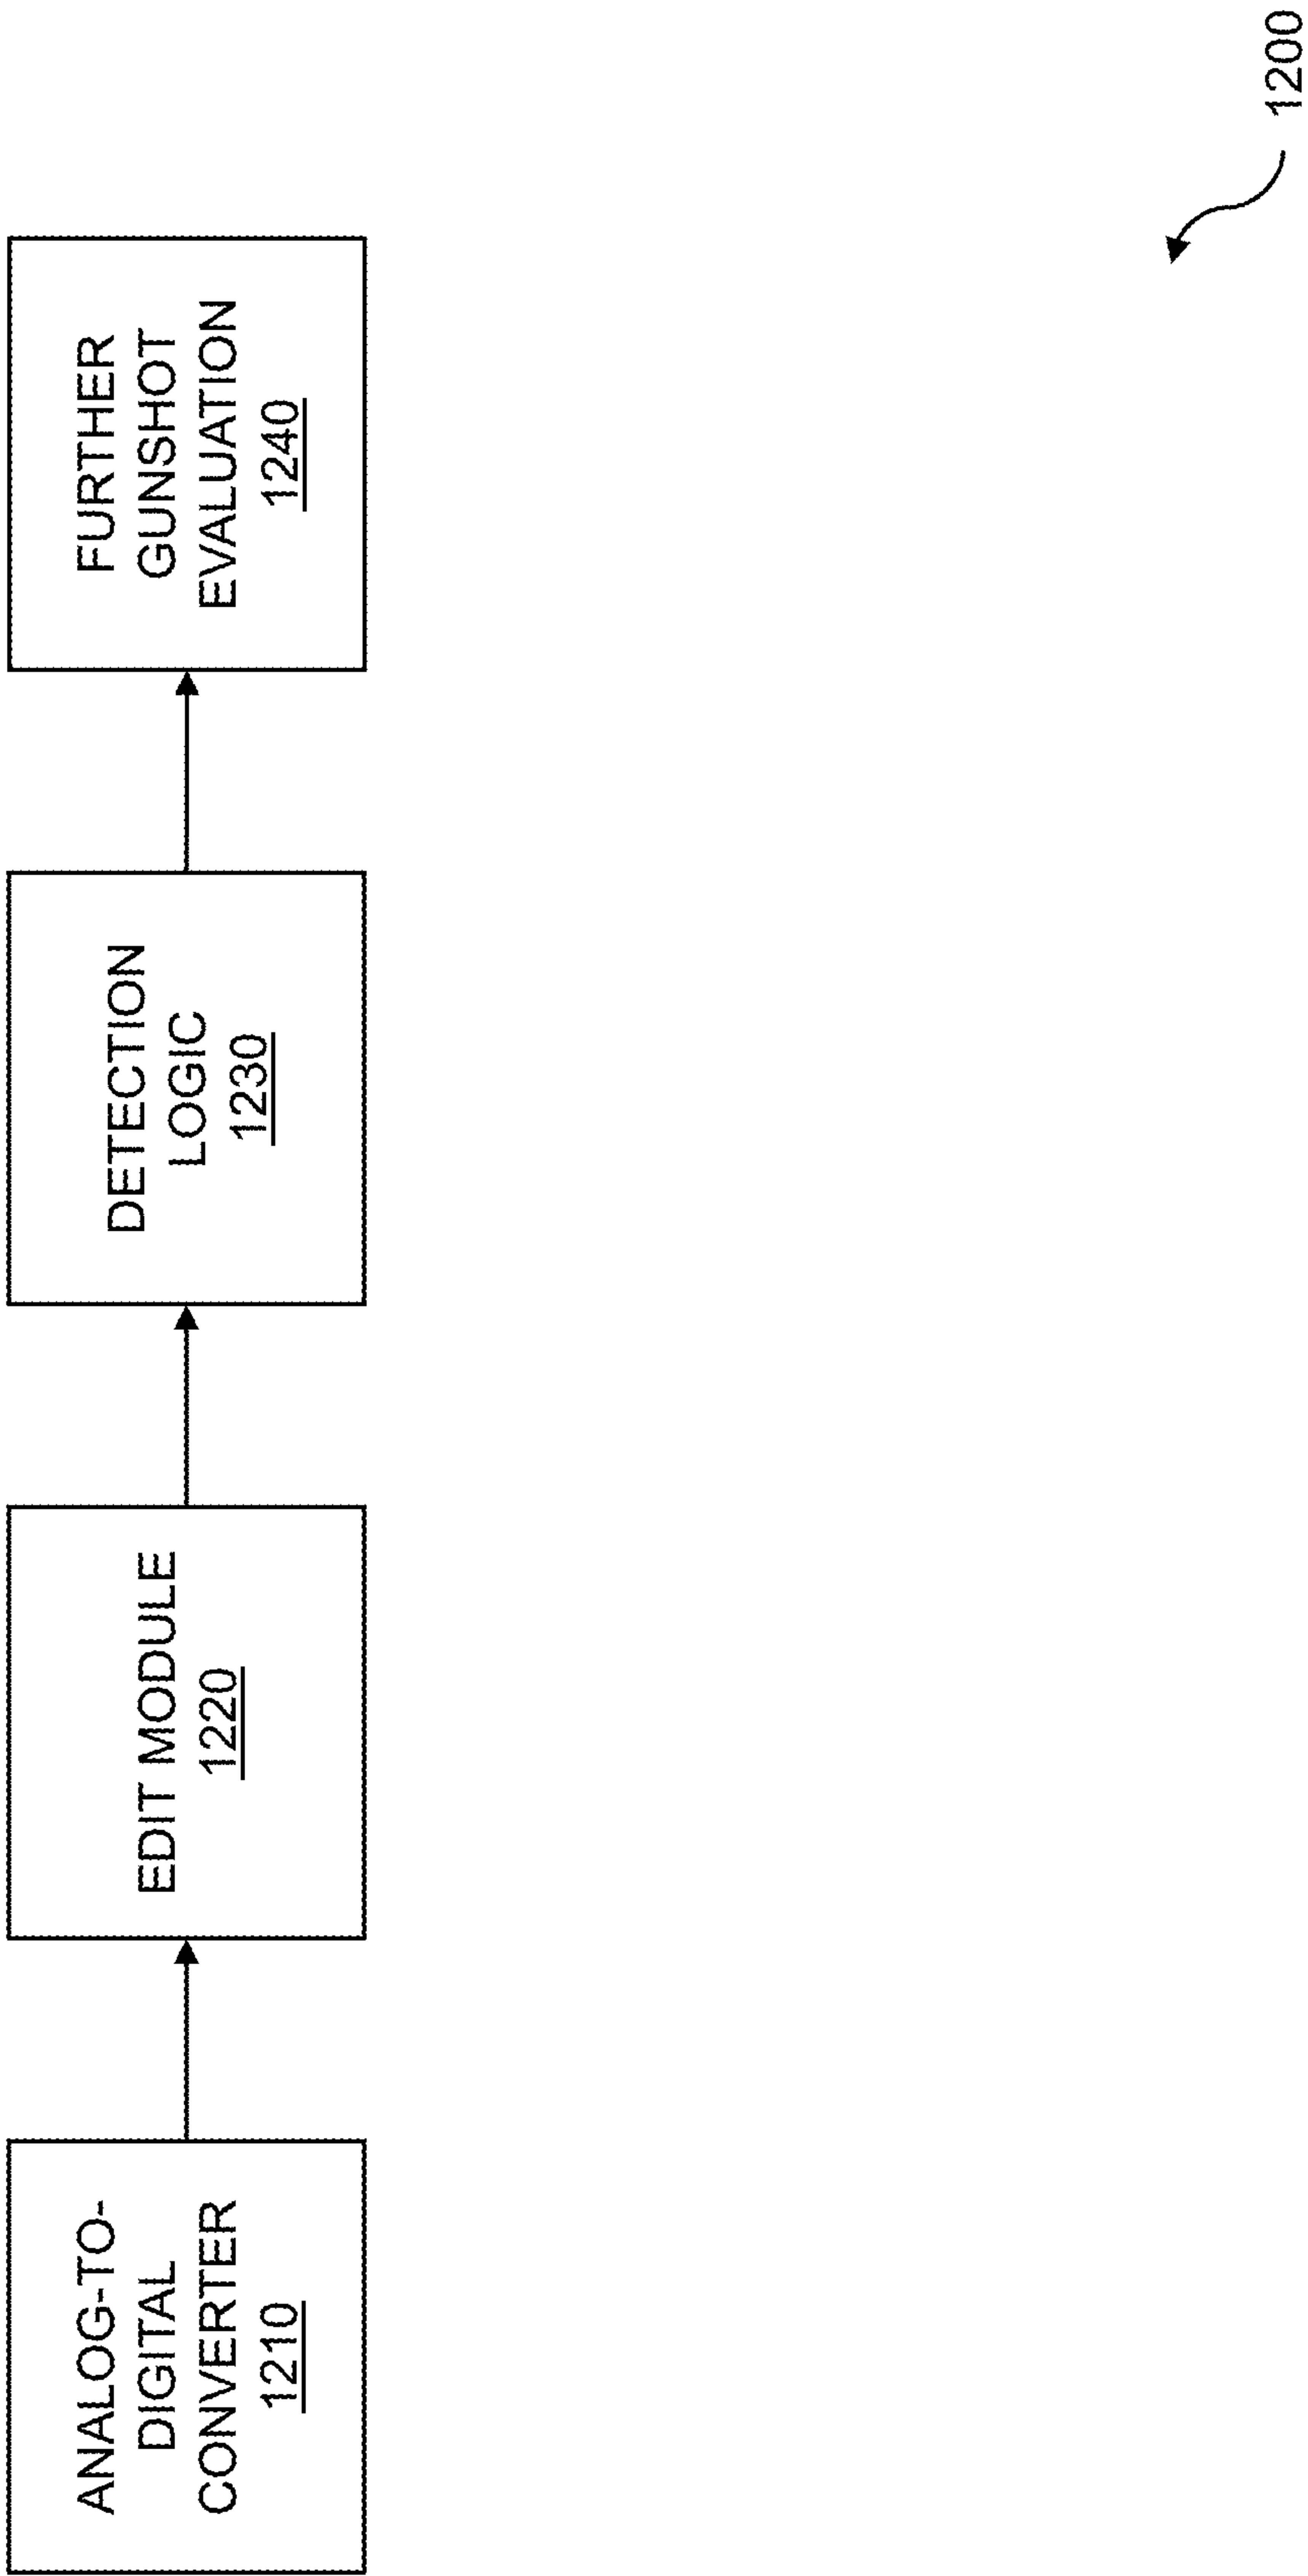 ANALOG-TO-
DIGITAL
CONVERTER
1210
EDIT MODULE
1220
DETECTION
LOGIC
1230
FURTHER
GUNSHOT
EVALUATION
1240
1200